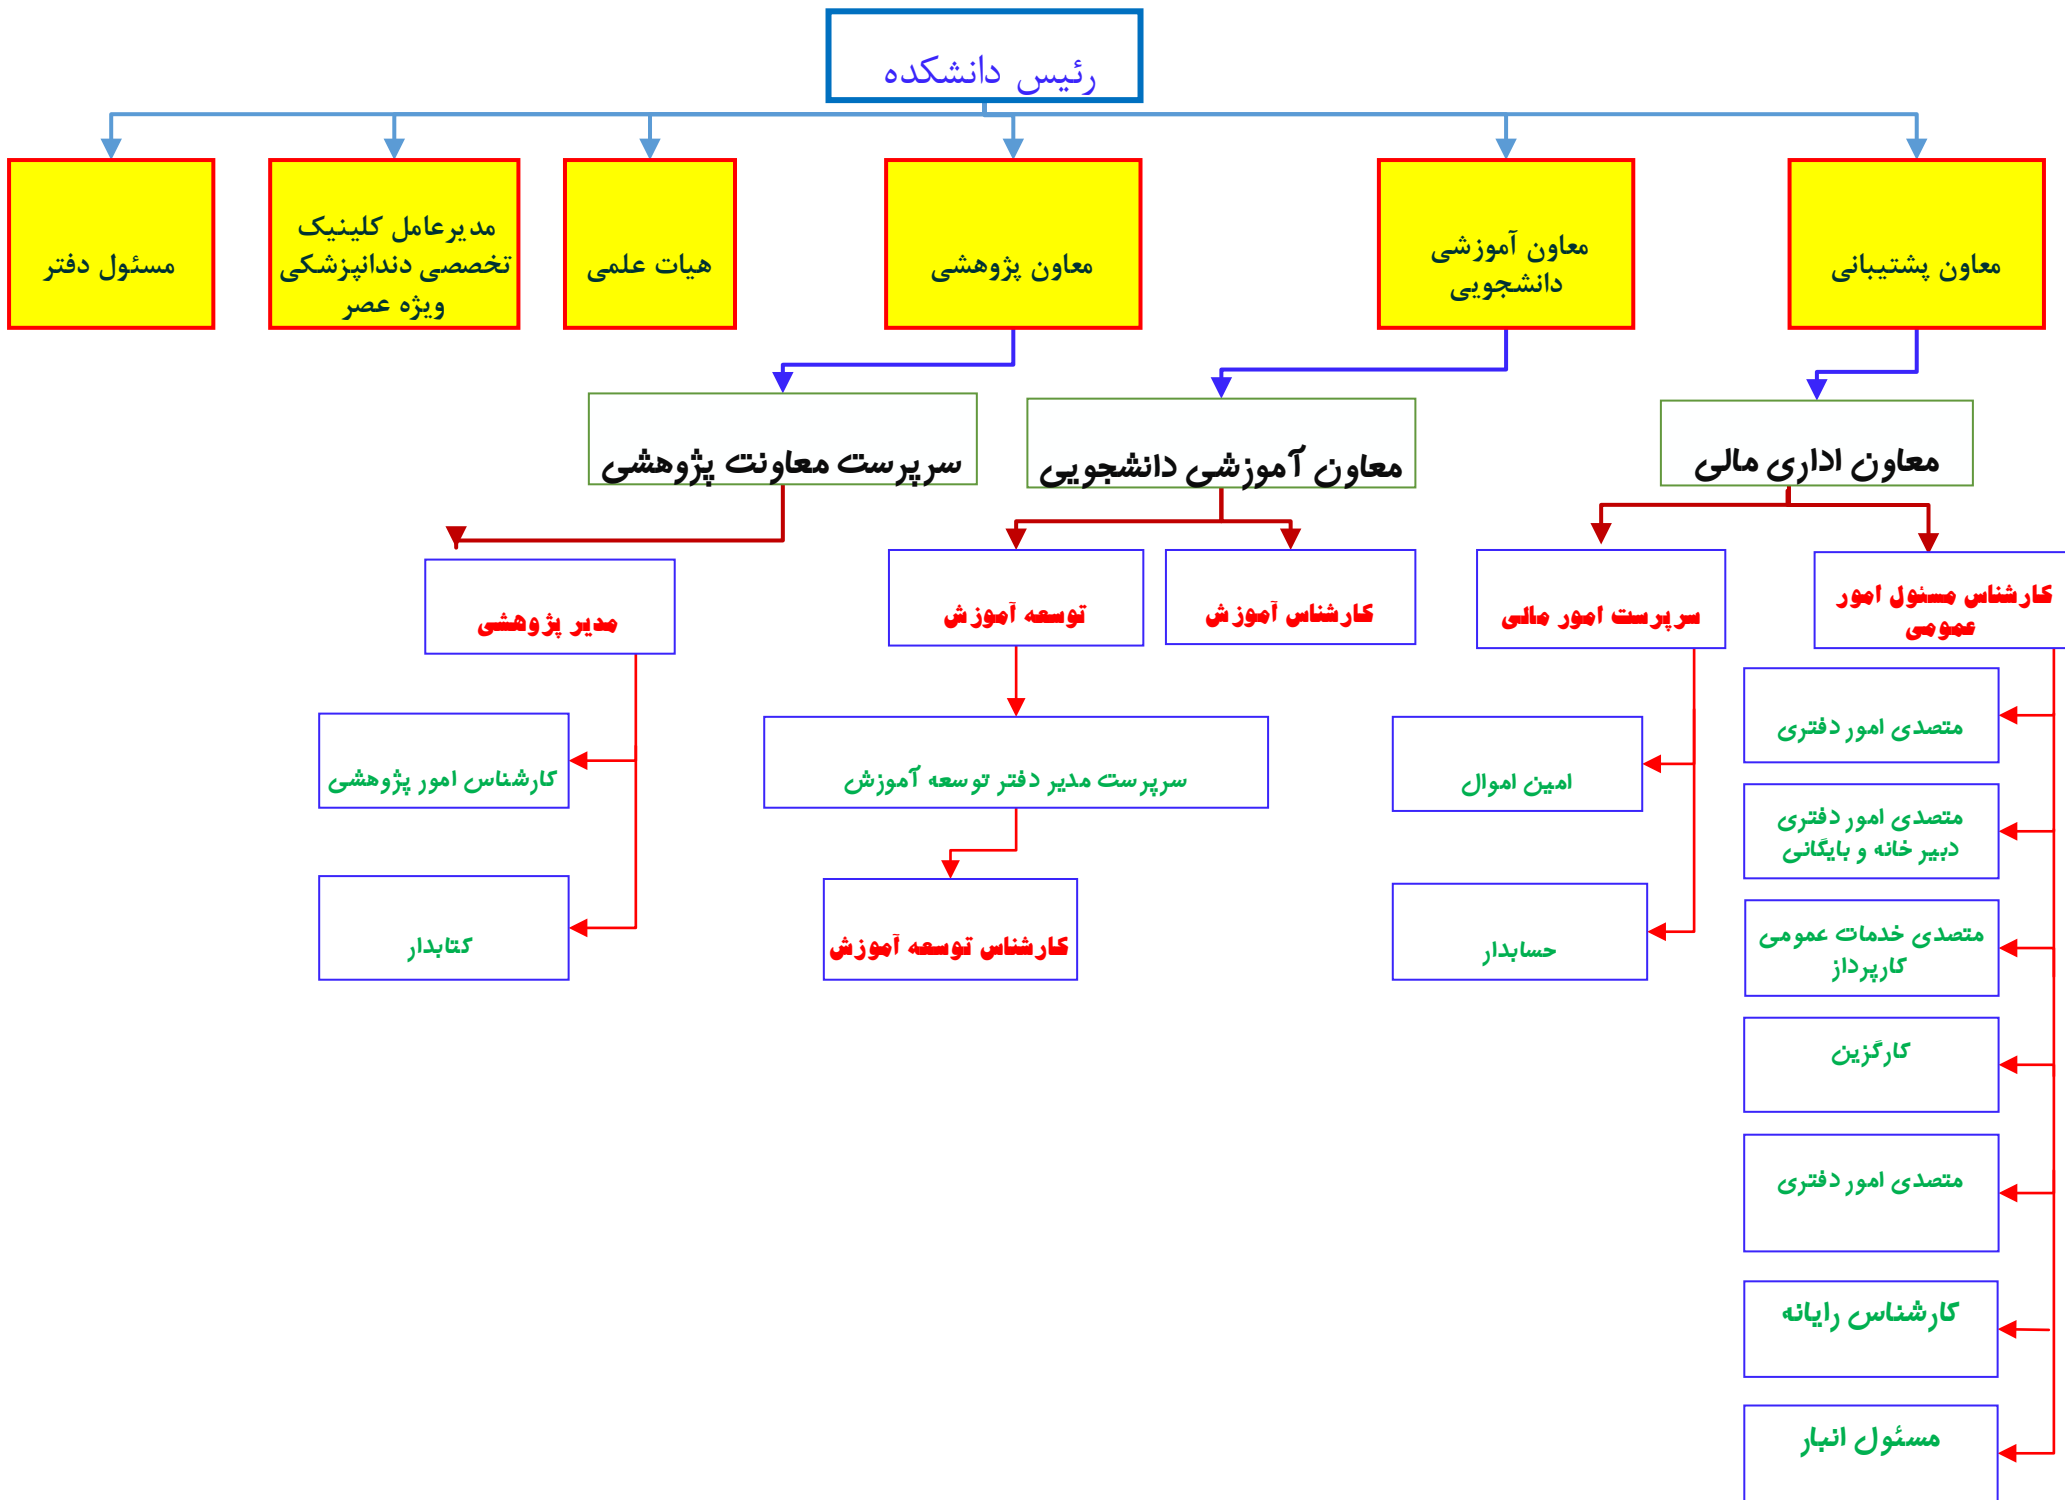 رئیس دانشکده
معاون پشتیبانی
معاون آموزشی
دانشجویی
معاون پژوهشی
هیات علمی
مدیرعامل کلینیک
تخصصی دندانپزشکی
ویژه عصر
مسئول دفتر
معاون اداری مالی
معاون آموزشی دانشجویی
سرپرست معاونت پژوهشی
کارشناس مسئول امور
عمومی
سرپرست امور مالی
کارشناس آموزش
توسعه آموزش
مدیر پژوهشی
متصدی امور دفتری
متصدی امور دفتری
دبیر خانه و بایگانی
متصدی خدمات عمومی
کارپرداز
کارگزین
متصدی امور دفتری
کارشناس رایانه
مسئول انبار
امین اموال
حسابدار
سرپرست مدیر دفتر توسعه آموزش
کارشناس توسعه آموزش
کارشناس امور پژوهشی
کتابدار